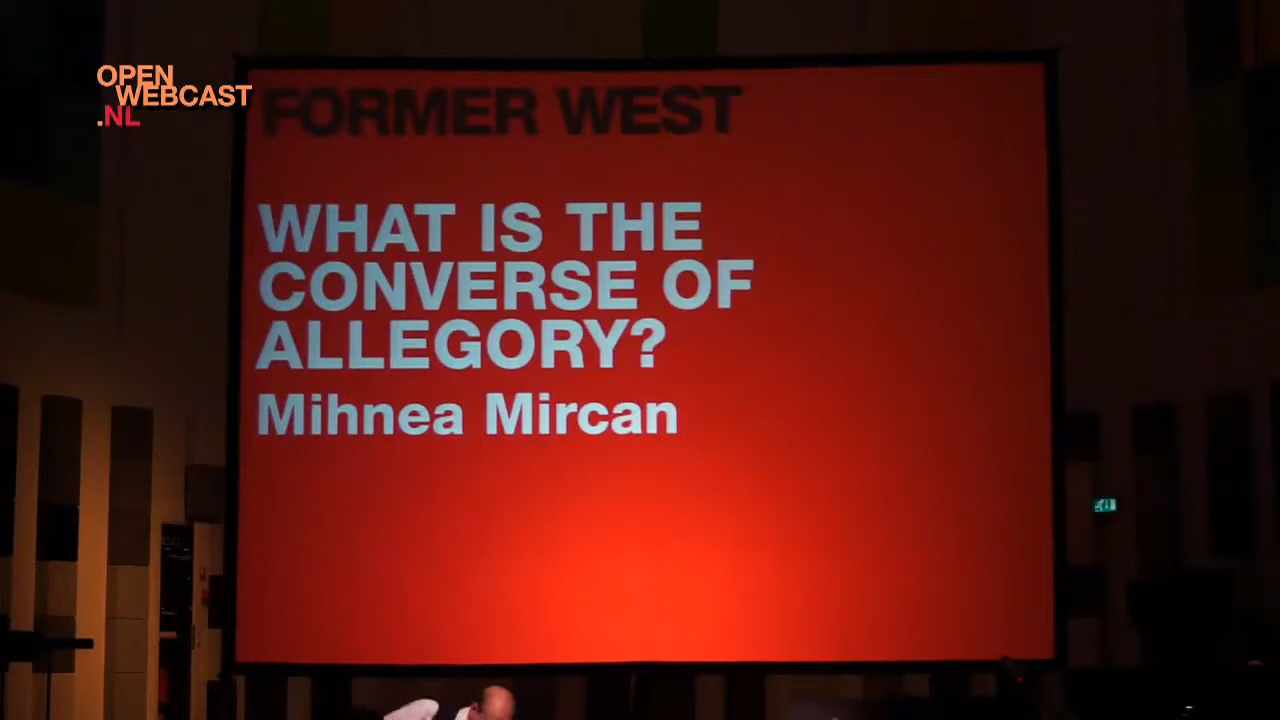 OPEN
WEBCAST
.NL
FORMER WEST
WHAT IS THE
CONVERSE OF
ALLEGORY?
Mihnea Mircan